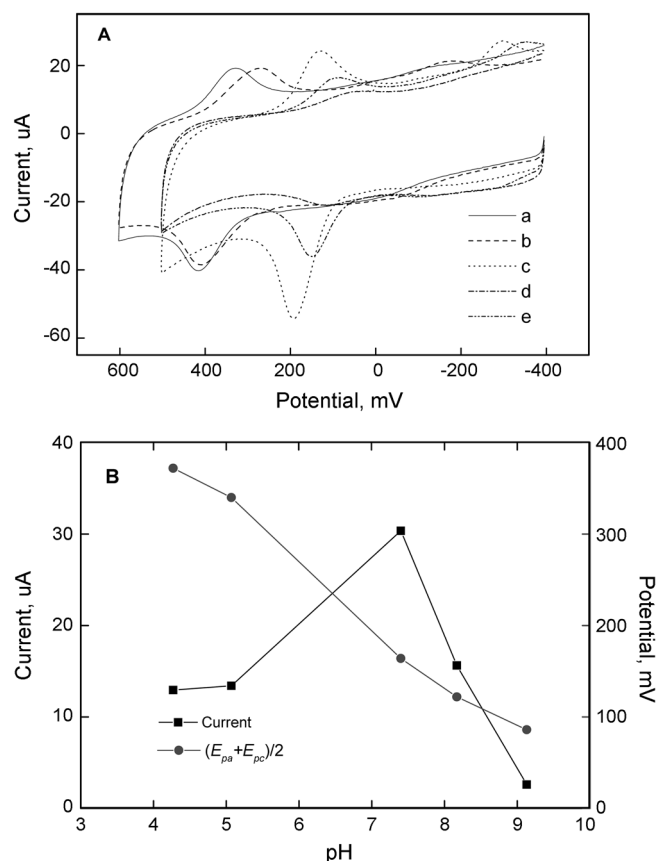 A
20
0
-20
-40
-60
Current, uA
a
b
c
d
e
600 400 200 0 -200 -400
Potential, mV
B
40
30
20
10
0
Current, uA
400
300
200
100
0
Potential, mV
Current
(Epa+Epc)/2
3 4 5 6 7 8 9 10
pH